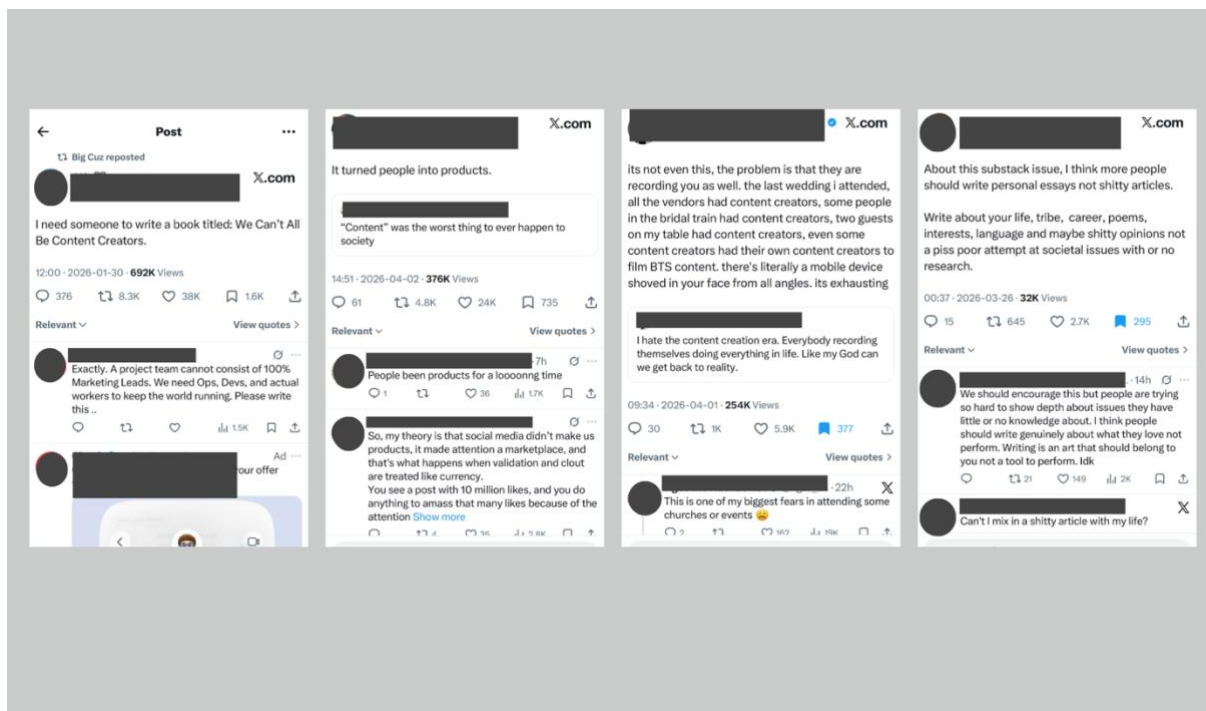 Post
Big Cuz reposted
X.com
I need someone to write a book titled: We Can't All
Be Content Creators.
12:00 · 2026-01-30 · 692K Views
376 8.3K 38K 1.6K
Relevant View quotes
Exactly. A project team cannot consist of 100%
Marketing Leads. We need Ops, Devs, and actual
workers to keep the world running. Please write
this ..
1.5K
Ad
our offer
X.com
It turned people into products.
"Content" was the worst thing to ever happen to
society
14:51 · 2026-04-02 · 376K Views
61 4.8K 24K 735
Relevant View quotes
· 7h
People been products for a loooonng time
1 36 1.7K
So, my theory is that social media didn't make us
products, it made attention a marketplace, and
that's what happens when validation and clout
are treated like currency.
You see a post with 10 million likes, and you do
anything to amass that many likes because of the
attention Show more
X.com
its not even this, the problem is that they are
recording you as well. the last wedding i attended,
all the vendors had content creators, some people
in the bridal train had content creators, two guests
on my table had content creators, even some
content creators had their own content creators to
film BTS content. there's literally a mobile device
shoved in your face from all angles. its exhausting
I hate the content creation era. Everybody recording
themselves doing everything in life. Like my God can
we get back to reality.
09:34 · 2026-04-01 · 254K Views
30 1K 5.9K 377
Relevant View quotes
· 22h
This is one of my biggest fears in attending some
churches or events 😩
X.com
About this substack issue, I think more people
should write personal essays not shitty articles.
Write about your life, tribe, career, poems,
interests, language and maybe shitty opinions not
a piss poor attempt at societal issues with or no
research.
00:37 · 2026-03-26 · 32K Views
15 645 2.7K 295
Relevant View quotes
· 14h
We should encourage this but people are trying
so hard to show depth about issues they have
little or no knowledge about. I think people
should write genuinely about what they love not
perform. Writing is an art that should belong to
you not a tool to perform. Idk
21 149 2K
Can't I mix in a shitty article with my life?